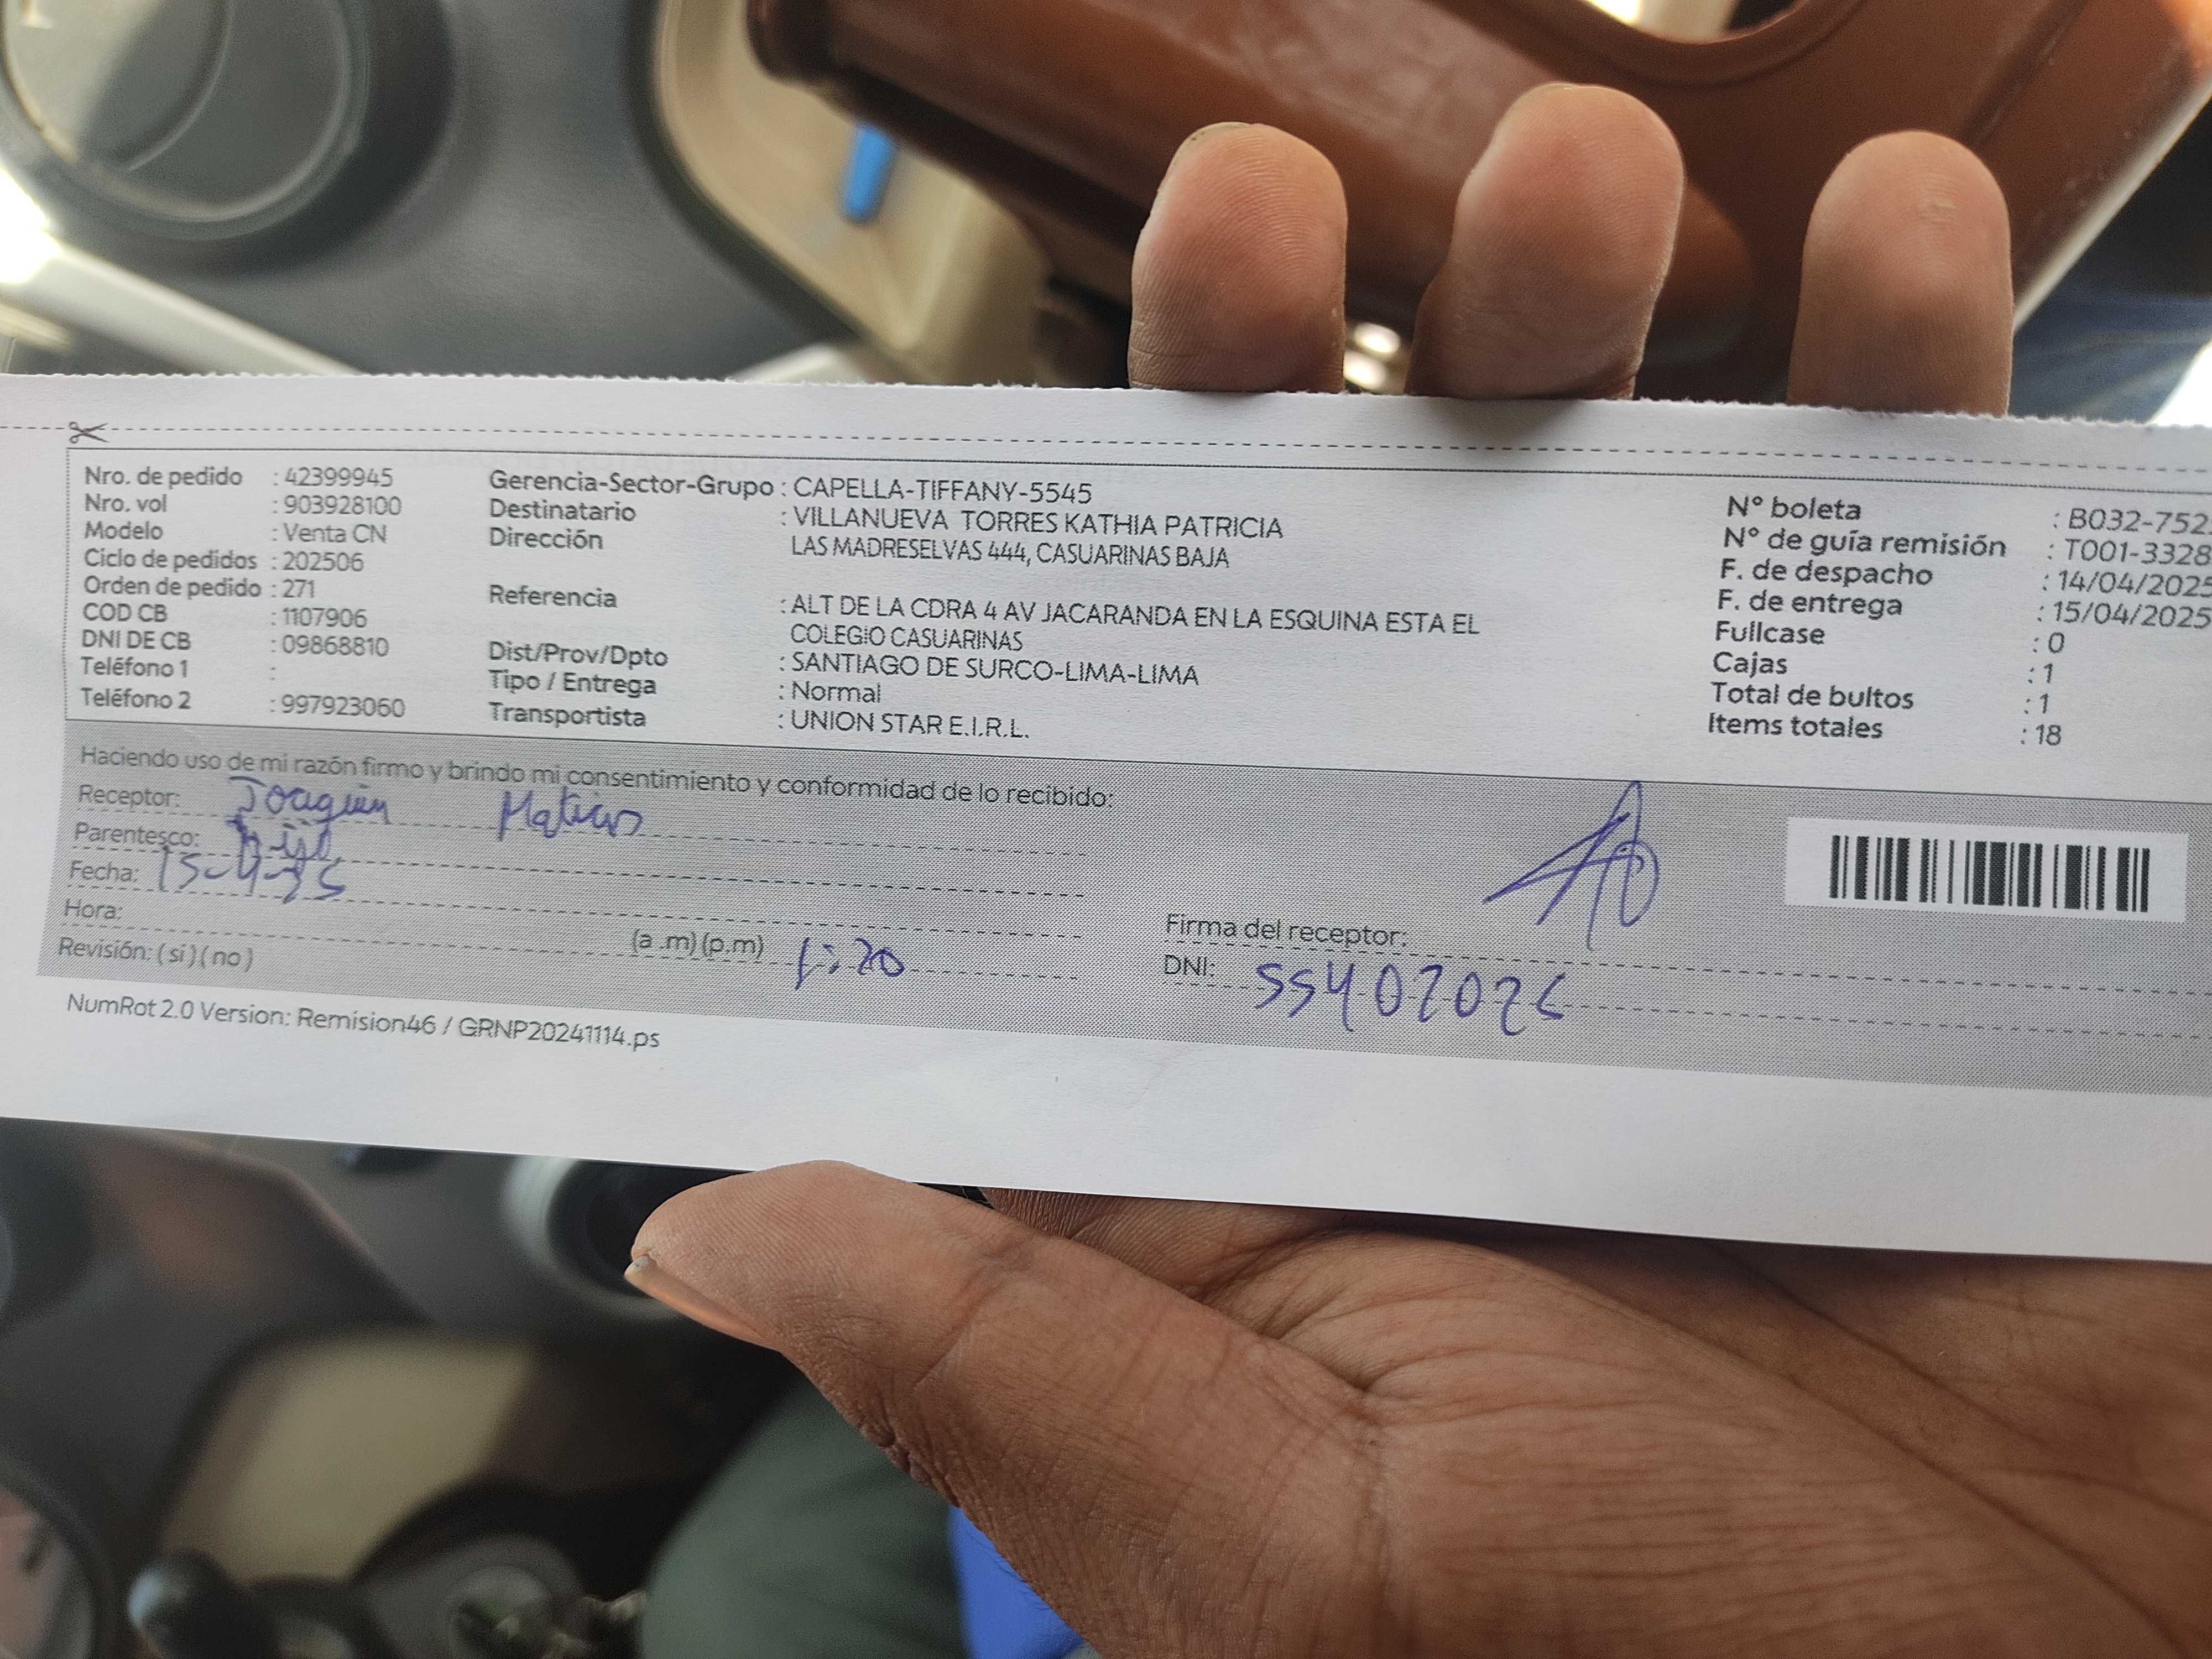 Nro. de pedido : 42399945
Nro. vol : 903928100
Modelo : Venta CN
Ciclo de pedidos : 202506
Orden de pedido : 271
COD CB : 1107906
DNI DE CB : 09868810
Teléfono 1 :
Teléfono 2 : 997923060
Gerencia-Sector-Grupo : CAPELLA-TIFFANY-5545
Destinatario : VILLANUEVA TORRES KATHIA PATRICIA
Dirección LAS MADRESELVAS 444, CASUARINAS BAJA
Referencia : ALT DE LA CDRA 4 AV JACARANDA EN LA ESQUINA ESTA EL
COLEGIO CASUARINAS
Dist/Prov/Dpto : SANTIAGO DE SURCO-LIMA-LIMA
Tipo / Entrega : Normal
Transportista : UNION STAR E.I.R.L.
N° boleta : B032-752
N° de guía remisión : T001-3328
F. de despacho : 14/04/2025
F. de entrega : 15/04/2025
Fullcase : 0
Cajas : 1
Total de bultos : 1
Items totales : 18
Haciendo uso de mi razón firmo y brindo mi consentimiento y conformidad de lo recibido:
Receptor: Joaquin
Parentesco: hijo
Fecha:
Hora: (a .m) (p.m) 1:20
Revisión: ( si ) ( no )
Firma del receptor:
DNI:
NumRot 2.0 Version: Remision46 / GRNP20241114.ps